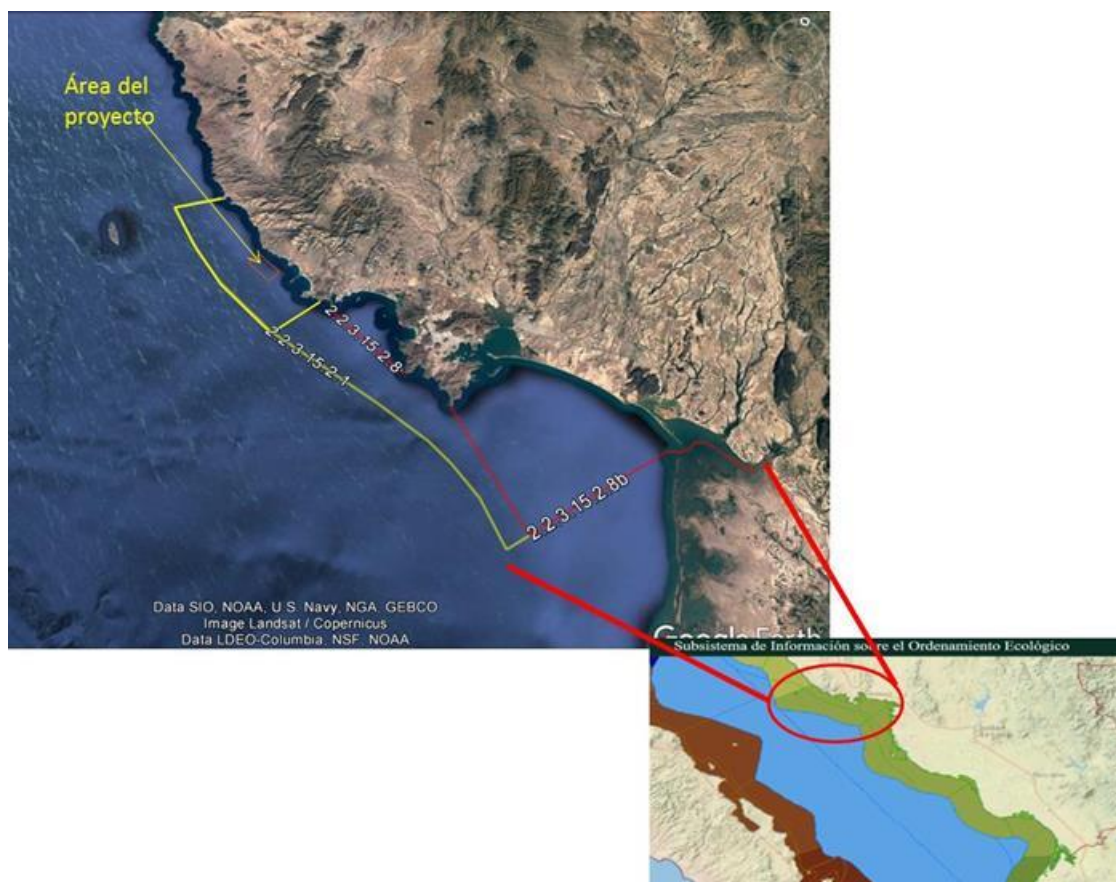 Área del
proyecto
2.2.3.15.2.8
2.2.3.15.2.1
2.2.3.15.2.8b
Data SIO, NOAA, U.S. Navy, NGA, GEBCO
Image Landsat / Copernicus
Data LDEO-Columbia, NSF, NOAA
Google Earth
Subsistema de Información sobre el Ordenamiento Ecológico